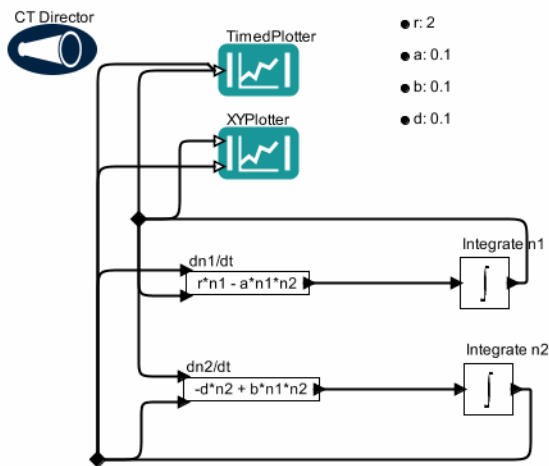 CT Director
TimedPlotter
r: 2
a: 0.1
b: 0.1
d: 0.1
XYPlotter
Integrate n1
dn1/dt
r*n1 - a*n1*n2
∫
Integrate n2
dn2/dt
-d*n2 + b*n1*n2
∫